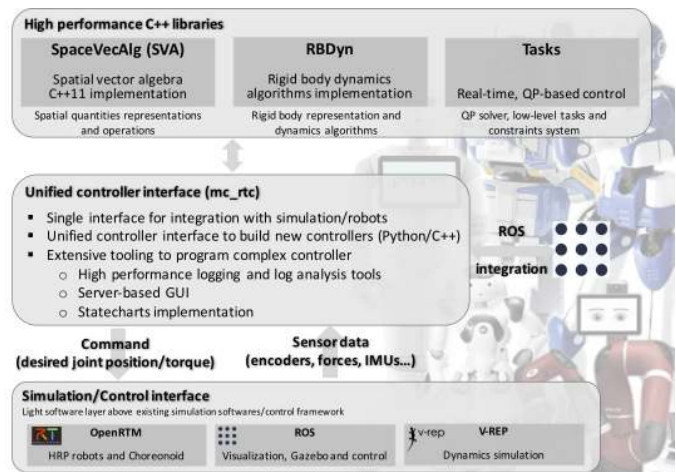 High performance C++ libraries
SpaceVecAlg (SVA)
Spatial vector algebra
C++11 implementation
Spatial quantities representations
and operations
RBDyn
Rigid body dynamics
algorithms implementation
Rigid body representation and
dynamics algorithms
Tasks
Real-time, QP-based control
QP solver, low-level tasks and
constraints system
Unified controller interface (mc_rtc)
▪ Single interface for integration with simulation/robots
▪ Unified controller interface to build new controllers (Python/C++)
▪ Extensive tooling to program complex controller
o High performance logging and log analysis tools
o Server-based GUI
o Statecharts implementation
ROS
integration
Command
(desired joint position/torque)
Sensor data
(encoders, forces, IMUs...)
Simulation/Control interface
Light software layer above existing simulation softwares/control framework
RT
OpenRTM
HRP robots and Choreonoid
ROS
Visualization, Gazebo and control
v-rep
V-REP
Dynamics simulation